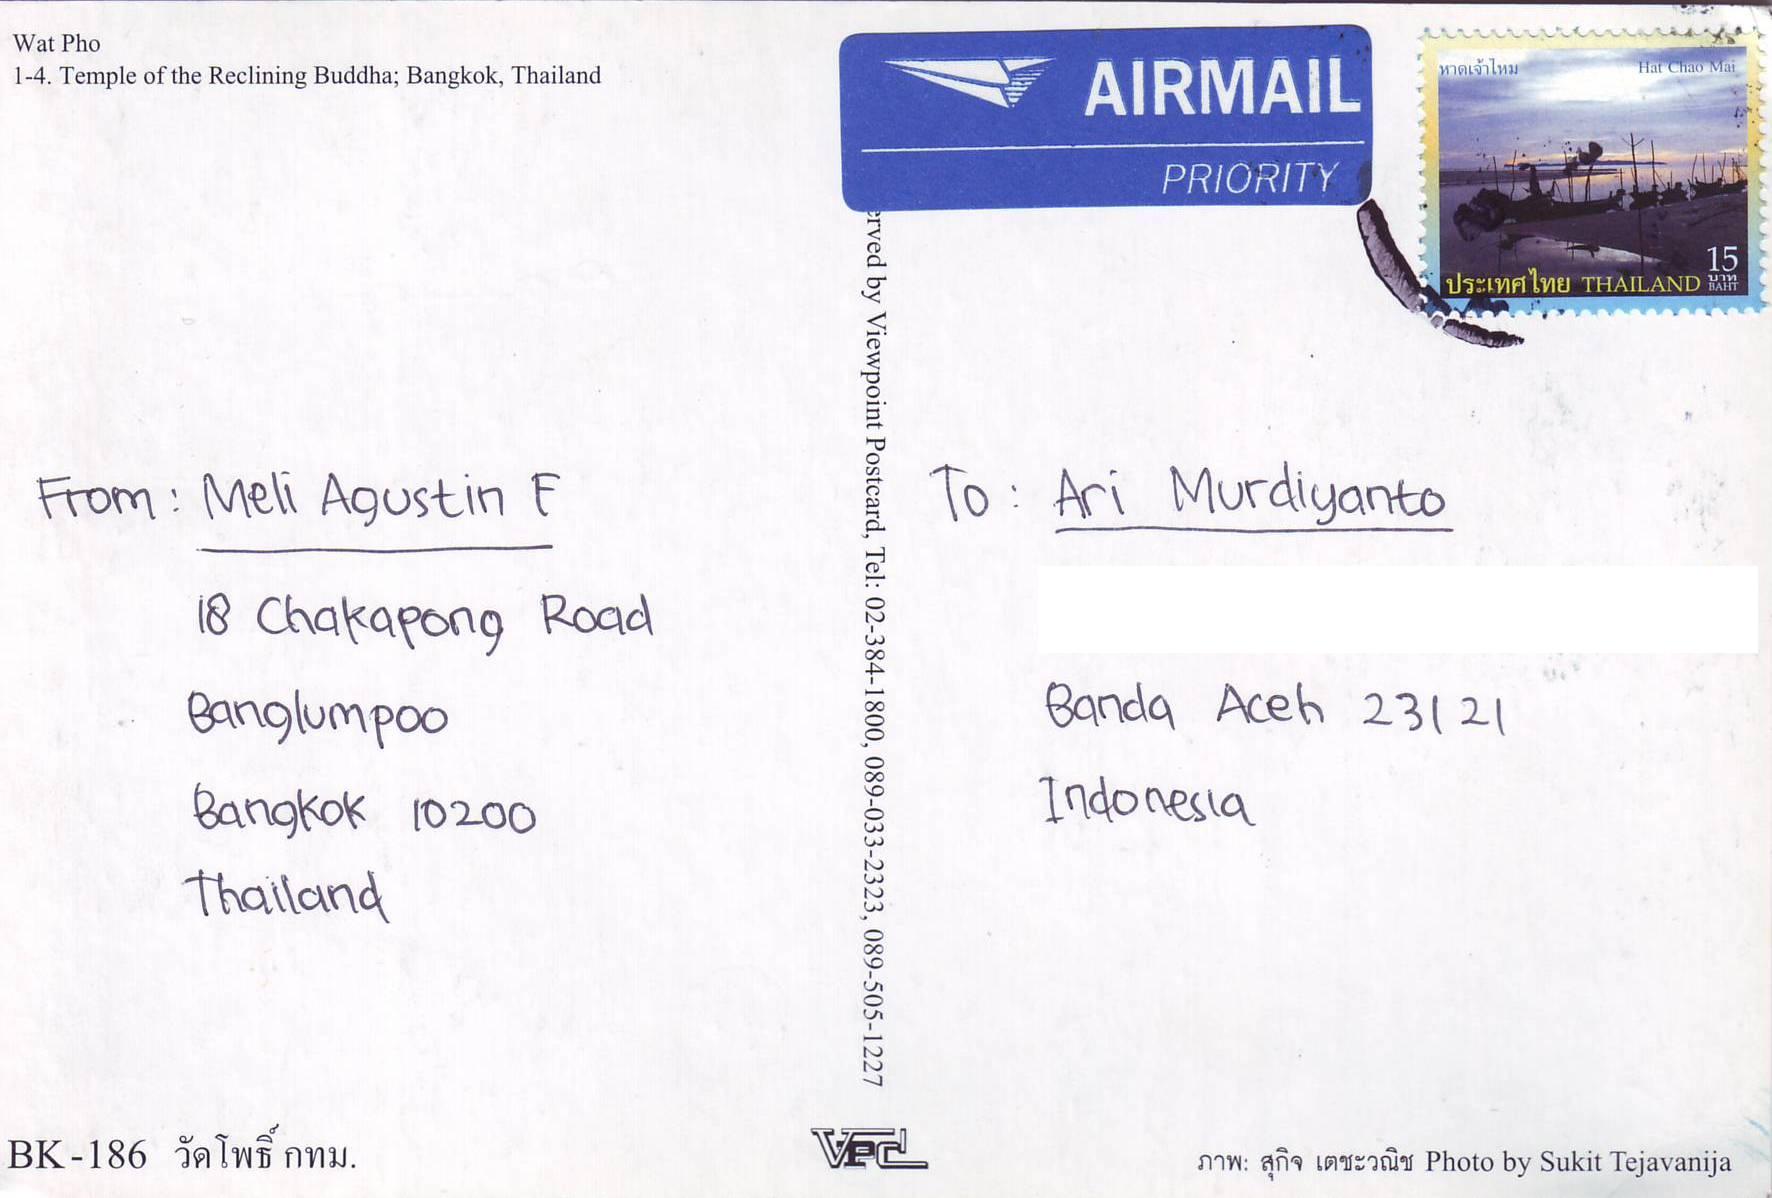 Wat Pho
1-4. Temple of the Reclining Buddha; Bangkok, Thailand
AIRMAIL
PRIORITY
หาดเจ้าไหม Hat Chao Mai
15
บาท
BAHT
ประเทศไทย THAILAND
From: Meli Agustin F
18 Chakapong Road
Banglumpoo
Bangkok 10200
Thailand
erved by Viewpoint Postcard, Tel: 02-384-1800, 089-033-2323, 089-505-1227
To: Ari Murdiyanto
Banda Aceh 23121
Indonesia
BK-186 วัดโพธิ์ กทม.
VPC
ภาพ: สุกิจ เตชะวณิช Photo by Sukit Tejavanija